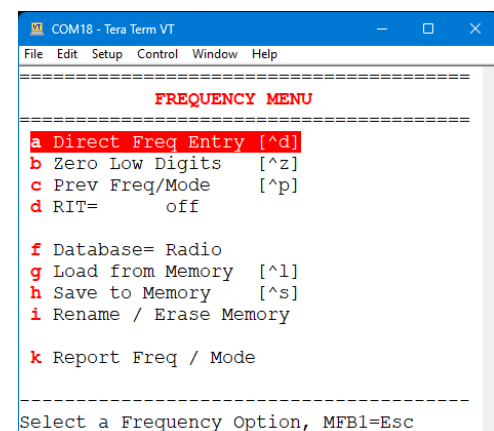 COM18 - Tera Term VT
File Edit Setup Control Window Help
========================================
FREQUENCY MENU
========================================
a Direct Freq Entry [^d]
b Zero Low Digits [^z]
c Prev Freq/Mode [^p]
d RIT= off
f Database= Radio
g Load from Memory [^l]
h Save to Memory [^s]
i Rename / Erase Memory
k Report Freq / Mode
----------------------------------------
Select a Frequency Option, MFB1=Esc